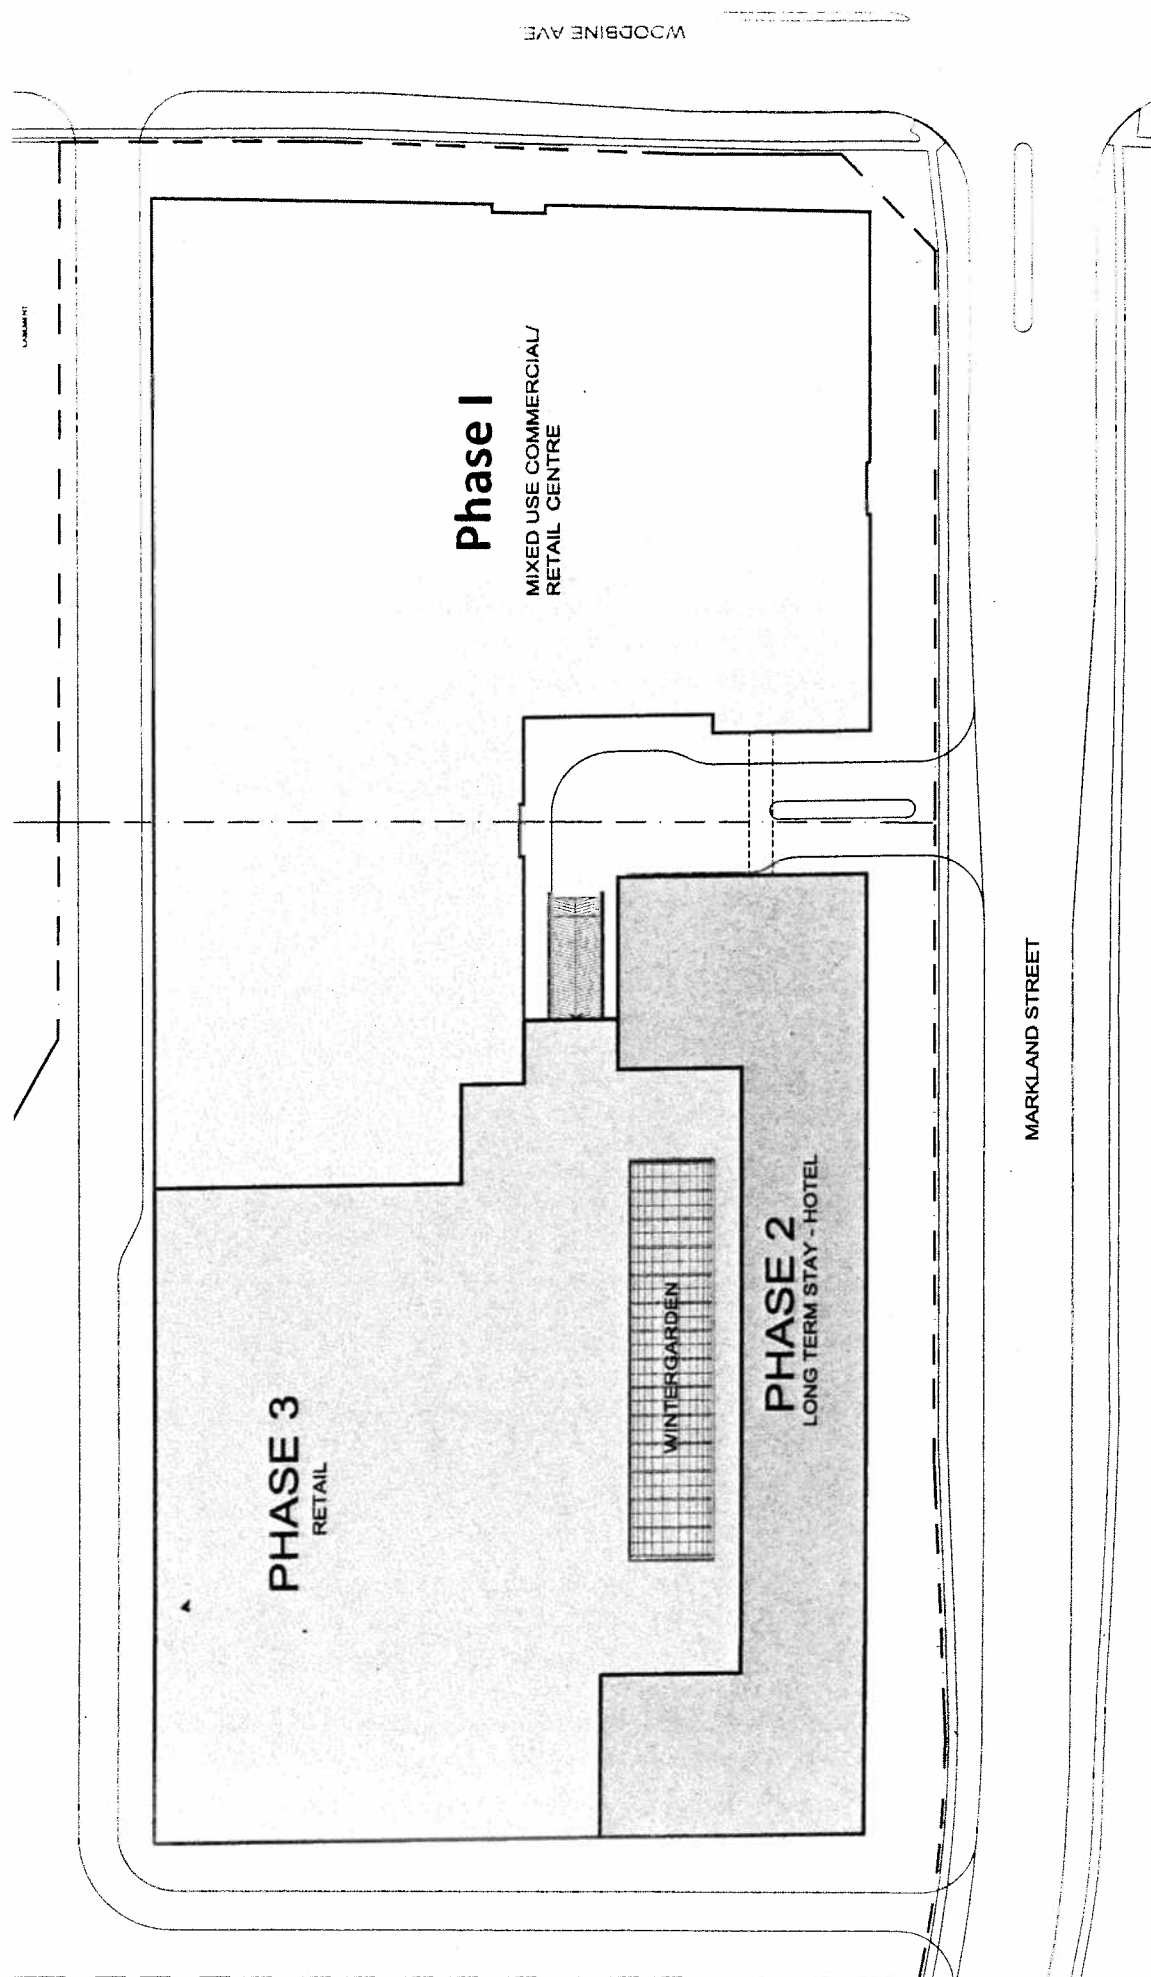 WOODBINE AVE.
Phase I
MIXED USE COMMERCIAL/
RETAIL CENTRE
MARKLAND STREET
PHASE 2
LONG TERM STAY - HOTEL
WINTERGARDEN
PHASE 3
RETAIL